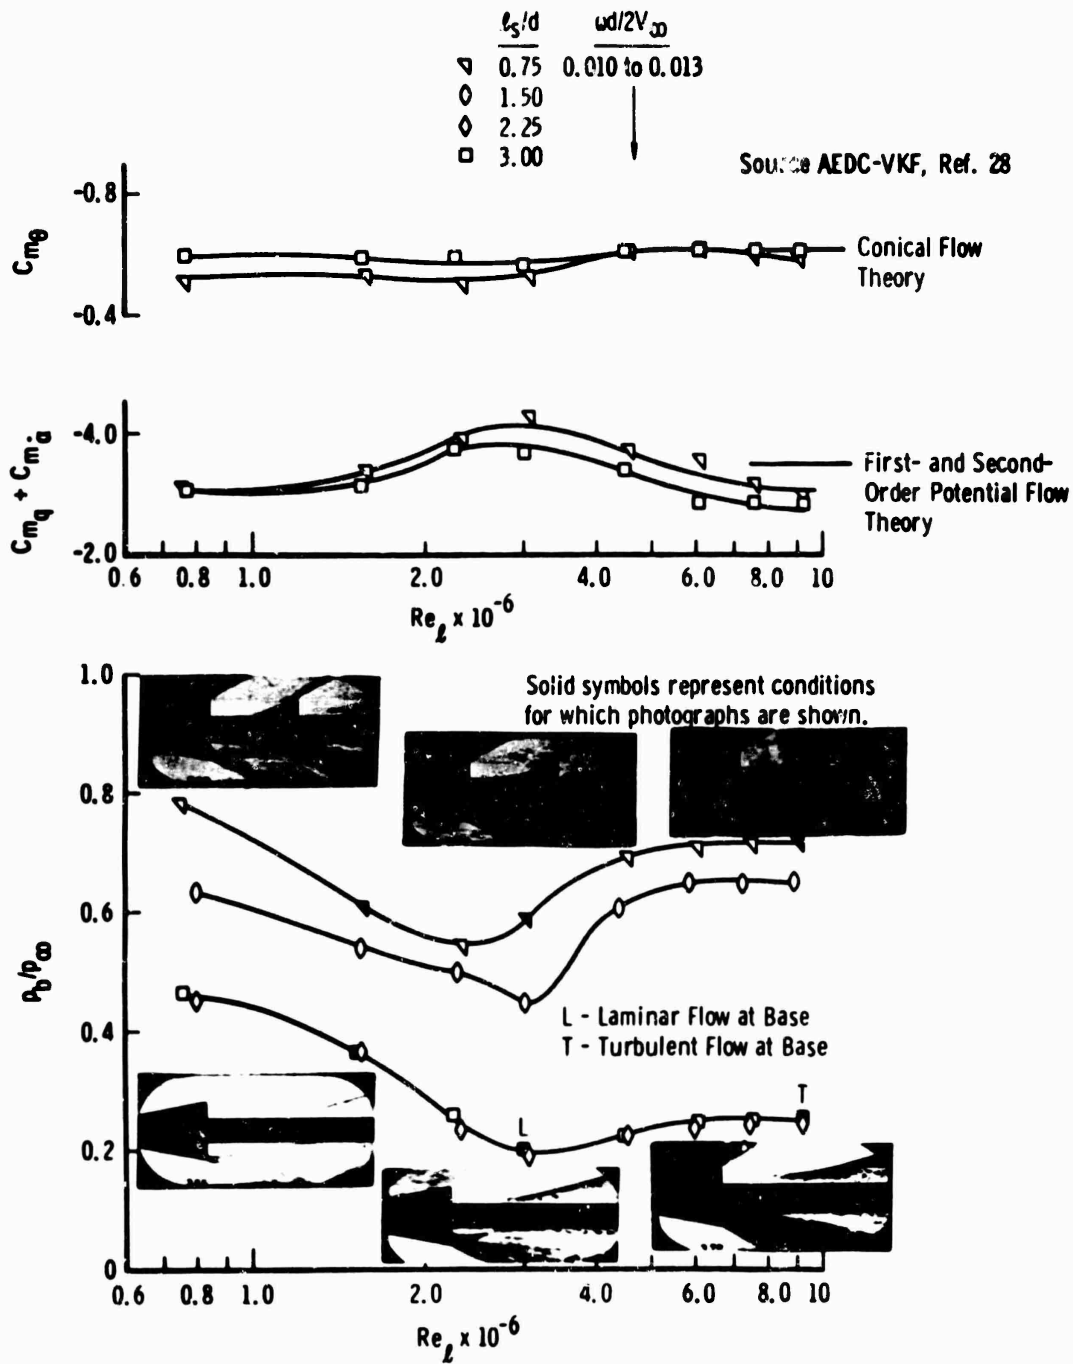 ℓs/d ωd/2V∞
0.75 0.010 to 0.013
1.50
2.25
3.00
Source AEDC-VKF, Ref. 28
-0.8
Cmθ
-0.4
Conical Flow
Theory
-4.0
Cmq + Cmα̇
-2.0
First- and Second-
Order Potential Flow
Theory
0.6 0.8 1.0 2.0 4.0 6.0 8.0 10
Reℓ x 10⁻⁶
1.0
Solid symbols represent conditions
for which photographs are shown.
0.8
0.6
pb/p∞
L - Laminar Flow at Base
T - Turbulent Flow at Base
0.4
T
L
0.2
0
0.6 0.8 1.0 2.0 4.0 6.0 8.0 10
Reℓ x 10⁻⁶